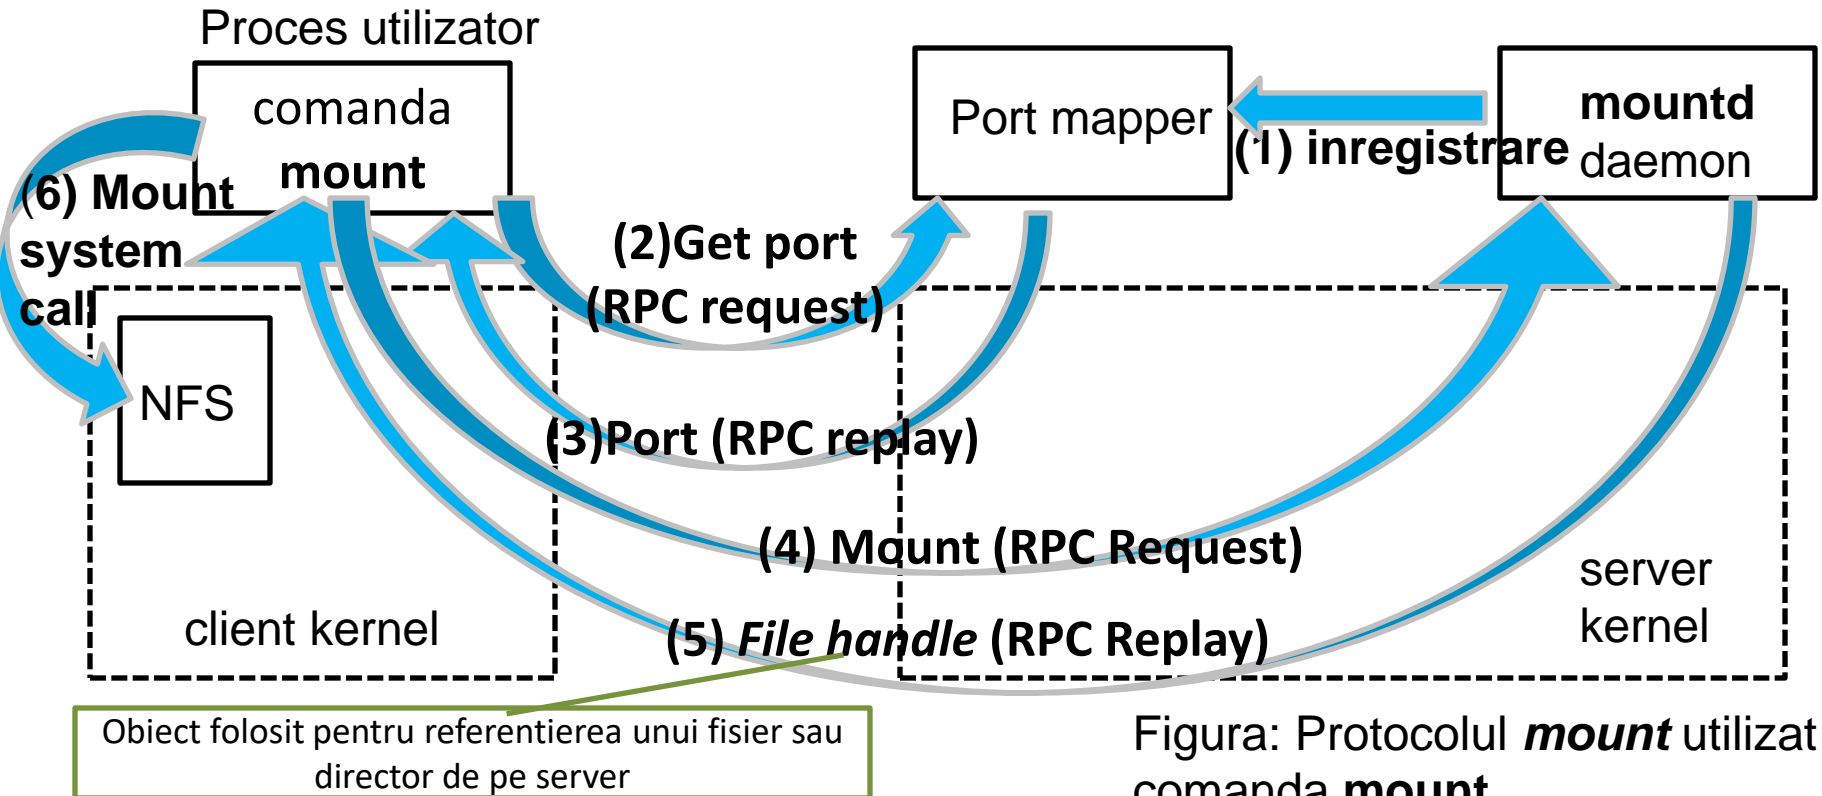 Proces utilizator
comanda
mount
Port mapper
mountd
daemon
(1) inregistrare
(6) Mount
system
call
(2)Get port
(RPC request)
NFS
(3)Port (RPC replay)
(4) Mount (RPC Request)
(5) File handle (RPC Replay)
client kernel
server
kernel
Obiect folosit pentru referentierea unui fisier sau
director de pe server
Figura: Protocolul mount utilizat
comanda mount